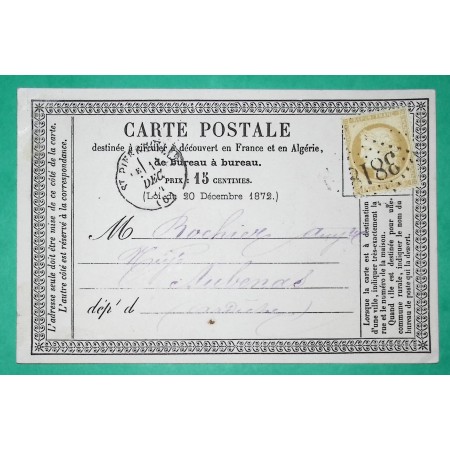 CARTE POSTALE
destinée à circuler à découvert en France et en Algérie,
de bureau à bureau.
PRIX : 15 CENTIMES.
(Loi du 20 Décembre 1872.)
M
Aubenas
dépt d
L'adresse seule doit être mise de ce côté de la carte.
L'autre côté est réservé à la correspondance.
Lorsque la carte est à destination
d'une ville, indiquer très-exactement la
rue et le numéro de la maison.
Quand elle est destinée pour une
commune rurale, indiquer le nom du
bureau de poste qui la dessert.
DEC